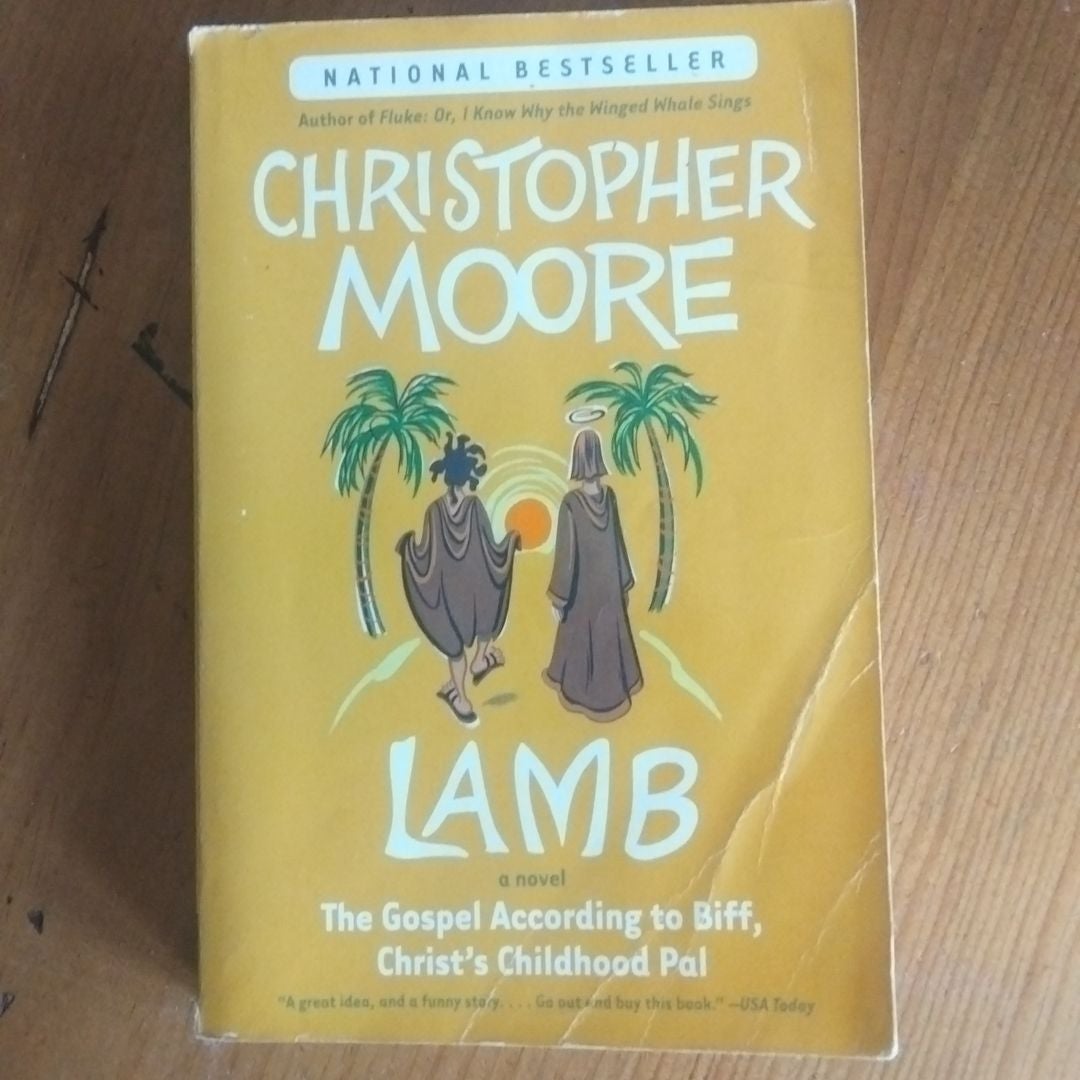 NATIONAL BESTSELLER
Author of Fluke: Or, I Know Why the Winged Whale Sings
CHRISTOPHER
MOORE
LAMB
a novel
The Gospel According to Biff,
Christ's Childhood Pal
"A great idea, and a funny story. . . . Go out and buy this book." —USA Today